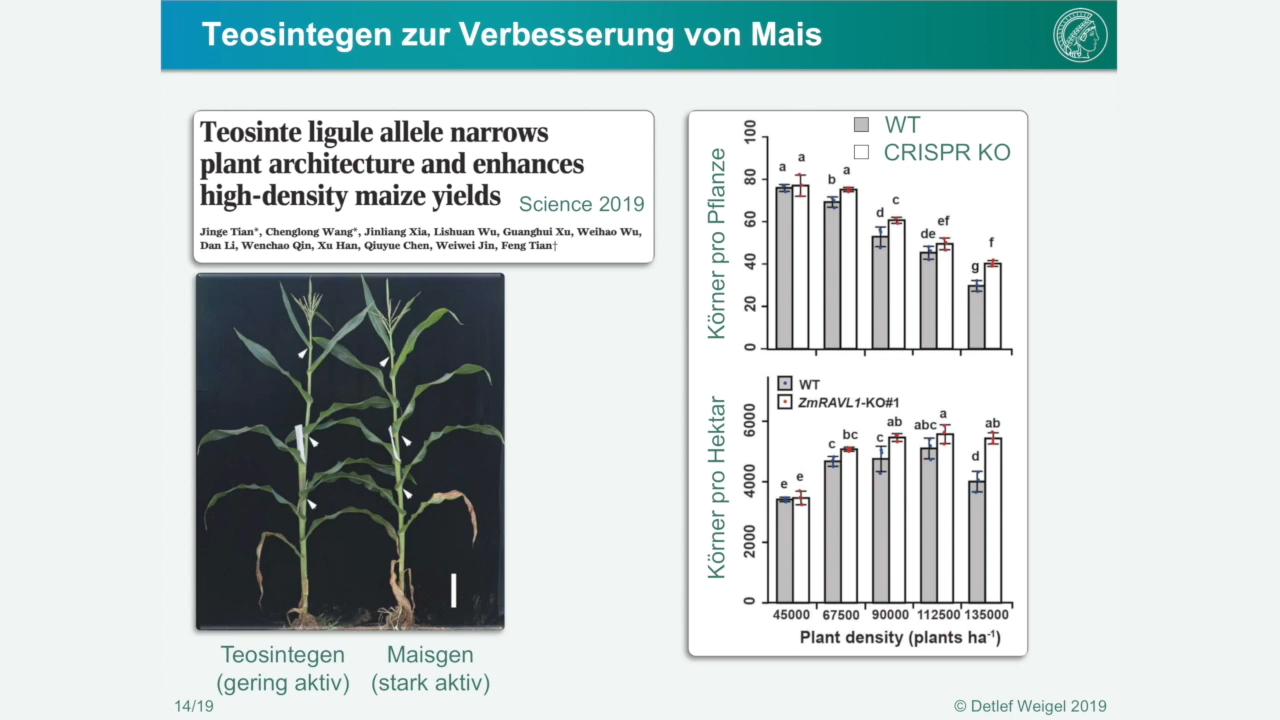 Teosintegen zur Verbesserung von Mais
Teosinte ligule allele narrows
plant architecture and enhances
high-density maize yields
Science 2019
Jinge Tian*, Chenglong Wang*, Jinliang Xia, Lishuan Wu, Guanghui Xu, Weihao Wu,
Dan Li, Wenchao Qin, Xu Han, Qiuyue Chen, Weiwei Jin, Feng Tian†
Teosintegen
(gering aktiv)
Maisgen
(stark aktiv)
WT
CRISPR KO
Körner pro Pflanze
100
80
60
40
20
0
a a b a d c de ef g f
WT
ZmRAVL1-KO#1
Körner pro Hektar
6000
4000
2000
0
e e c bc c ab abc a d ab
45000 67500 90000 112500 135000
Plant density (plants ha-1)
14/19
© Detlef Weigel 2019